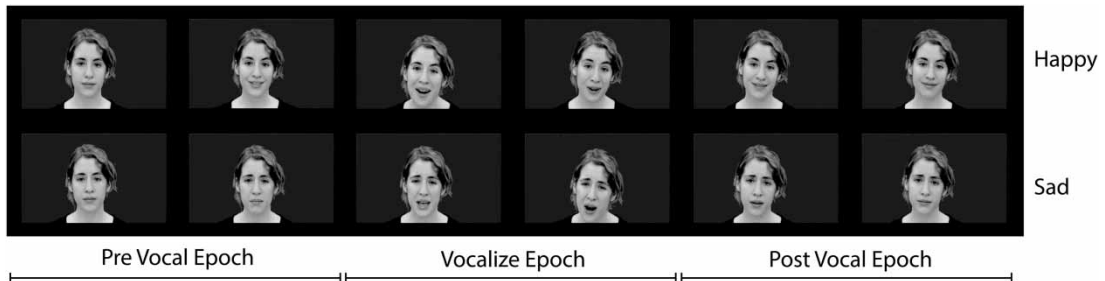 Happy
Sad
Pre Vocal Epoch
Vocalize Epoch
Post Vocal Epoch